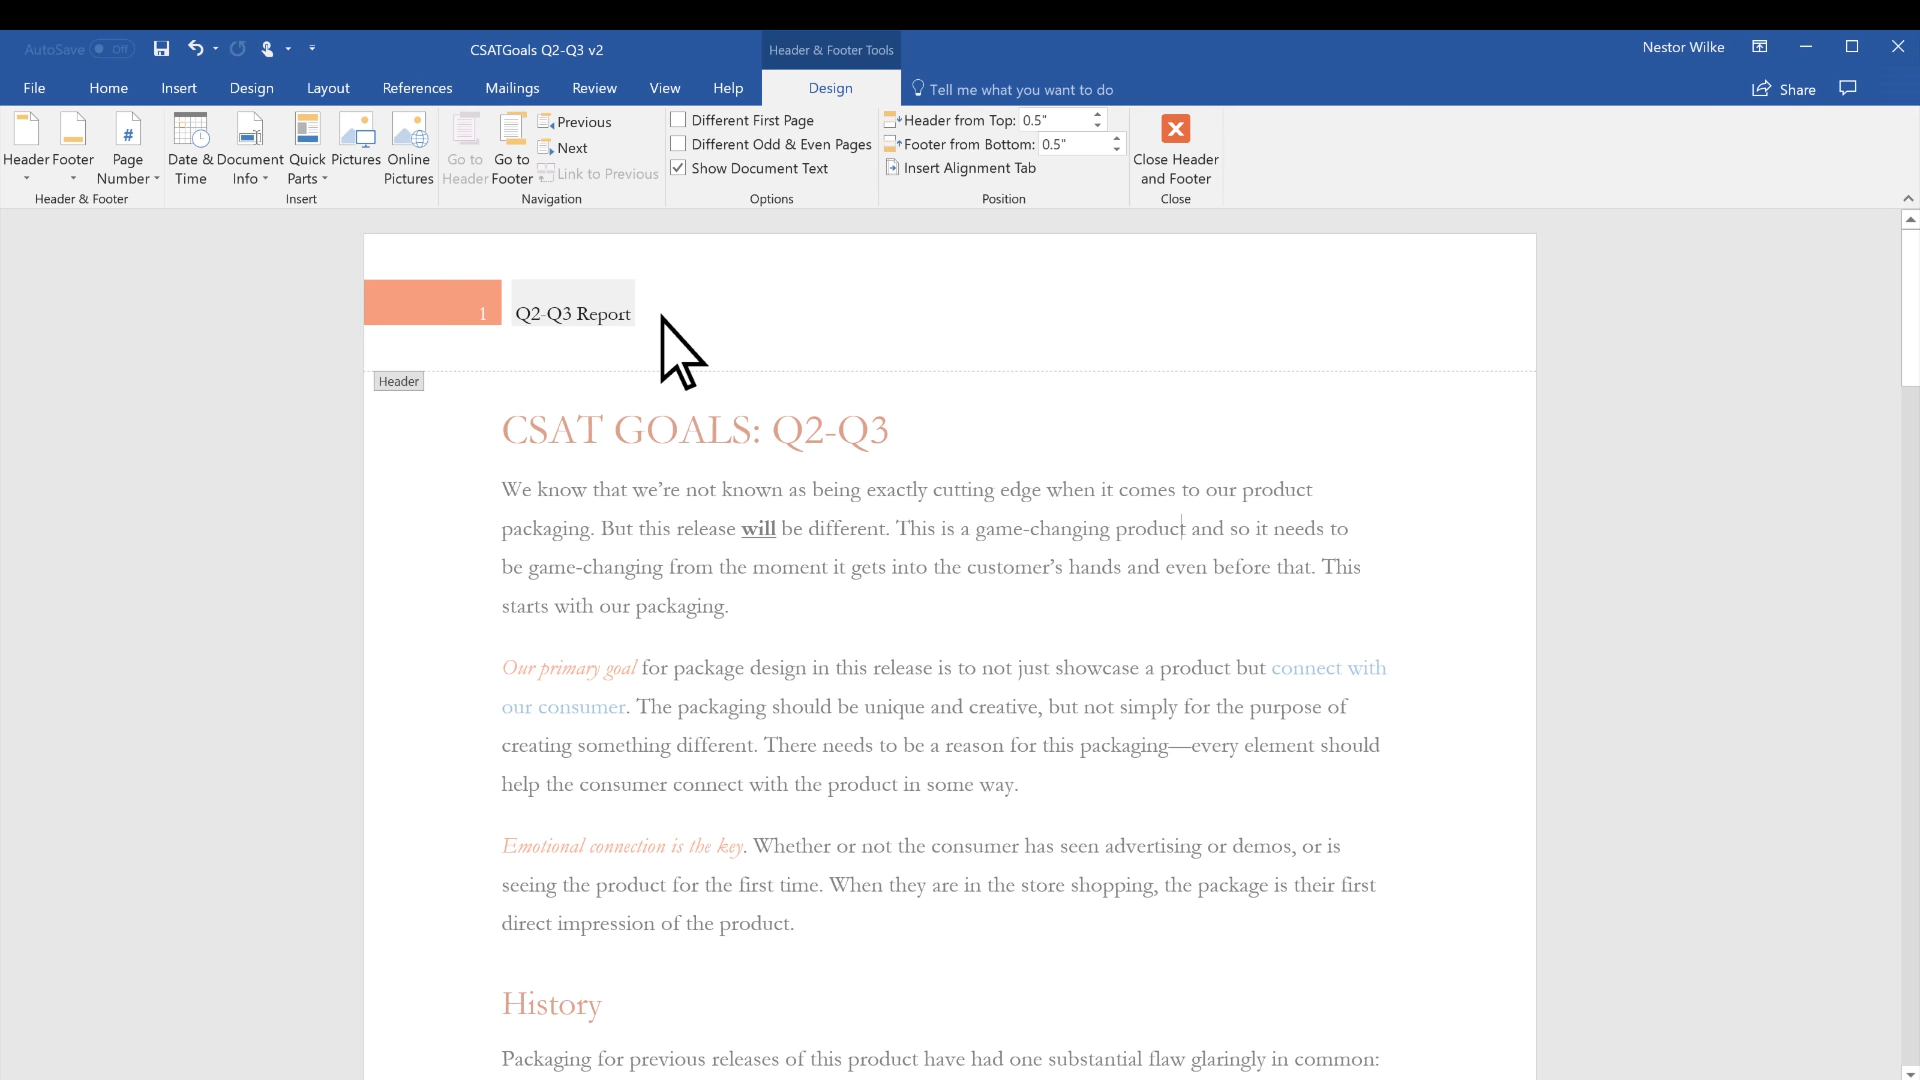 AutoSave Off
CSATGoals Q2-Q3 v2
Header & Footer Tools
Nestor Wilke
File Home Insert Design Layout References Mailings Review View Help Design Tell me what you want to do Share
Header Footer Page Number
Header & Footer
Date & Time Document Info Quick Parts Pictures Online Pictures
Insert
Go to Header Go to Footer
Previous
Next
Link to Previous
Navigation
Different First Page
Different Odd & Even Pages
Show Document Text
Options
Header from Top: 0.5"
Footer from Bottom: 0.5"
Insert Alignment Tab
Position
Close Header and Footer
Close
1 Q2-Q3 Report
Header
CSAT GOALS: Q2-Q3
We know that we’re not known as being exactly cutting edge when it comes to our product
packaging. But this release will be different. This is a game-changing product and so it needs to
be game-changing from the moment it gets into the customer’s hands and even before that. This
starts with our packaging.
Our primary goal for package design in this release is to not just showcase a product but connect with
our consumer. The packaging should be unique and creative, but not simply for the purpose of
creating something different. There needs to be a reason for this packaging—every element should
help the consumer connect with the product in some way.
Emotional connection is the key. Whether or not the consumer has seen advertising or demos, or is
seeing the product for the first time. When they are in the store shopping, the package is their first
direct impression of the product.
History
Packaging for previous releases of this product have had one substantial flaw glaringly in common: